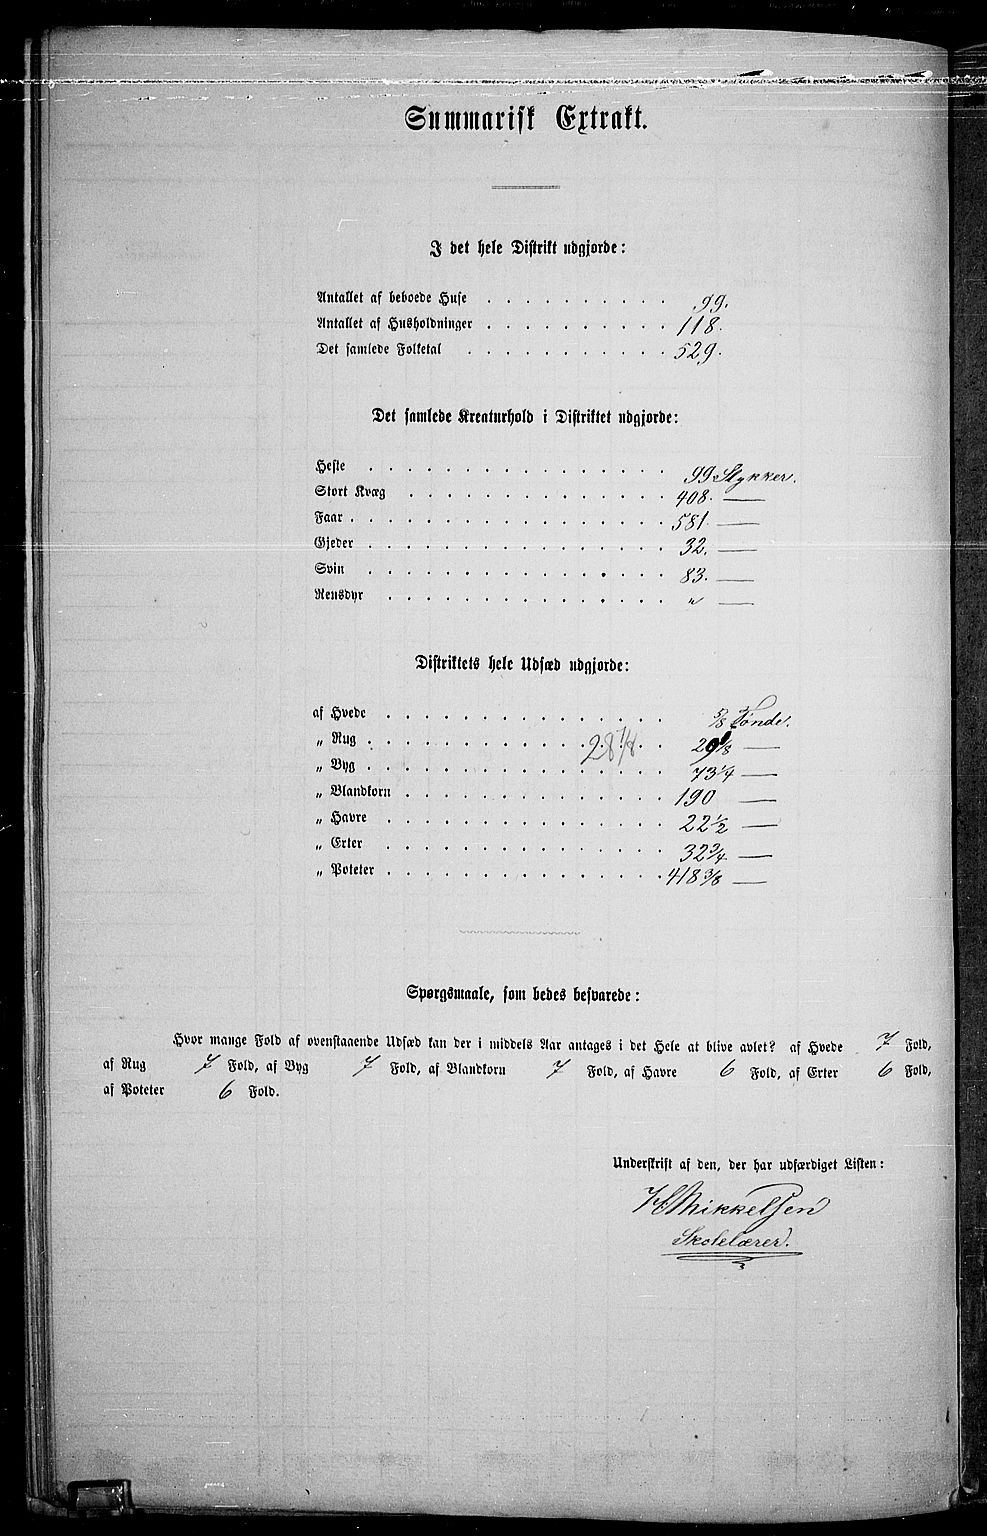 Summarisk Extrakt.
I det hele Distrikt udgjorde:
Antallet af beboede Huse . . . . . . . . . . 99.
Antallet af Husholdninger . . . . . . . . . . 118.
Det samlede Folketal . . . . . . . . . . . 529.
Det samlede Kreaturhold i Distriktet udgjorde:
Heste . . . . . . . . . . . . . . . 99 Stykker.
Stort Kvæg . . . . . . . . . . . . . 408. —
Faar . . . . . . . . . . . . . . . . 581. —
Gjeder . . . . . . . . . . . . . . . 32. —
Svin . . . . . . . . . . . . . . . 83. —
Rensdyr . . . . . . . . . . . . . . „ —
Distriktets hele Udsæd udgjorde:
af Hvede . . . . . . . . . . . . . . . 5/8 Tønde.
„ Rug . . . . . . . . . . . 28 7/8 . 29 1/8 —
„ Byg . . . . . . . . . . . . . . . . 73 1/4 —
„ Blandkorn . . . . . . . . . . . . . . 190 —
„ Havre . . . . . . . . . . . . . . . 22 1/2 —
„ Erter . . . . . . . . . . . . . . . 32 3/4 —
„ Poteter . . . . . . . . . . . . . . . 418 3/8 —
Spørgsmaale, som bedes besvarede:
Hvor mange Fold af ovenstaaende Udsæd kan der i middels Aar antages i det Hele at blive avlet? af Hvede 7 Fold,
af Rug 7 Fold, af Byg 7 Fold, af Blandkorn 7 Fold, af Havre 6 Fold, af Erter 6 Fold,
af Poteter 6 Fold.
Underskrift af den, der har udfærdiget Listen:
H Mikkelsen
Skolelærer.